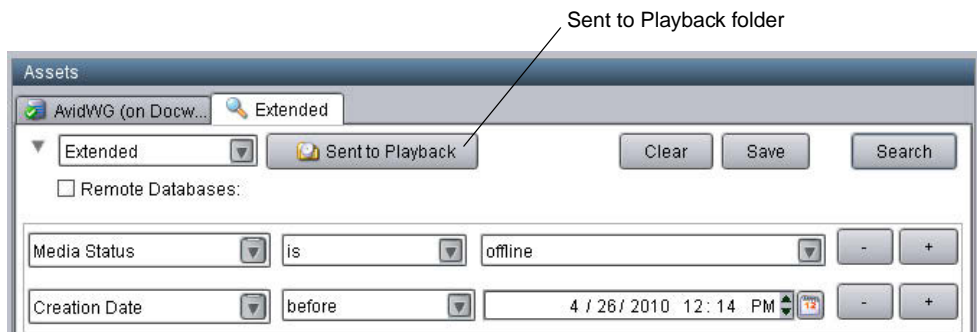 Sent to Playback folder
Assets
AvidWG (on Docw... Extended
Extended Sent to Playback Clear Save Search
Remote Databases:
Media Status is offline - +
Creation Date before 4 / 26 / 2010 12 : 14 PM 12 - +